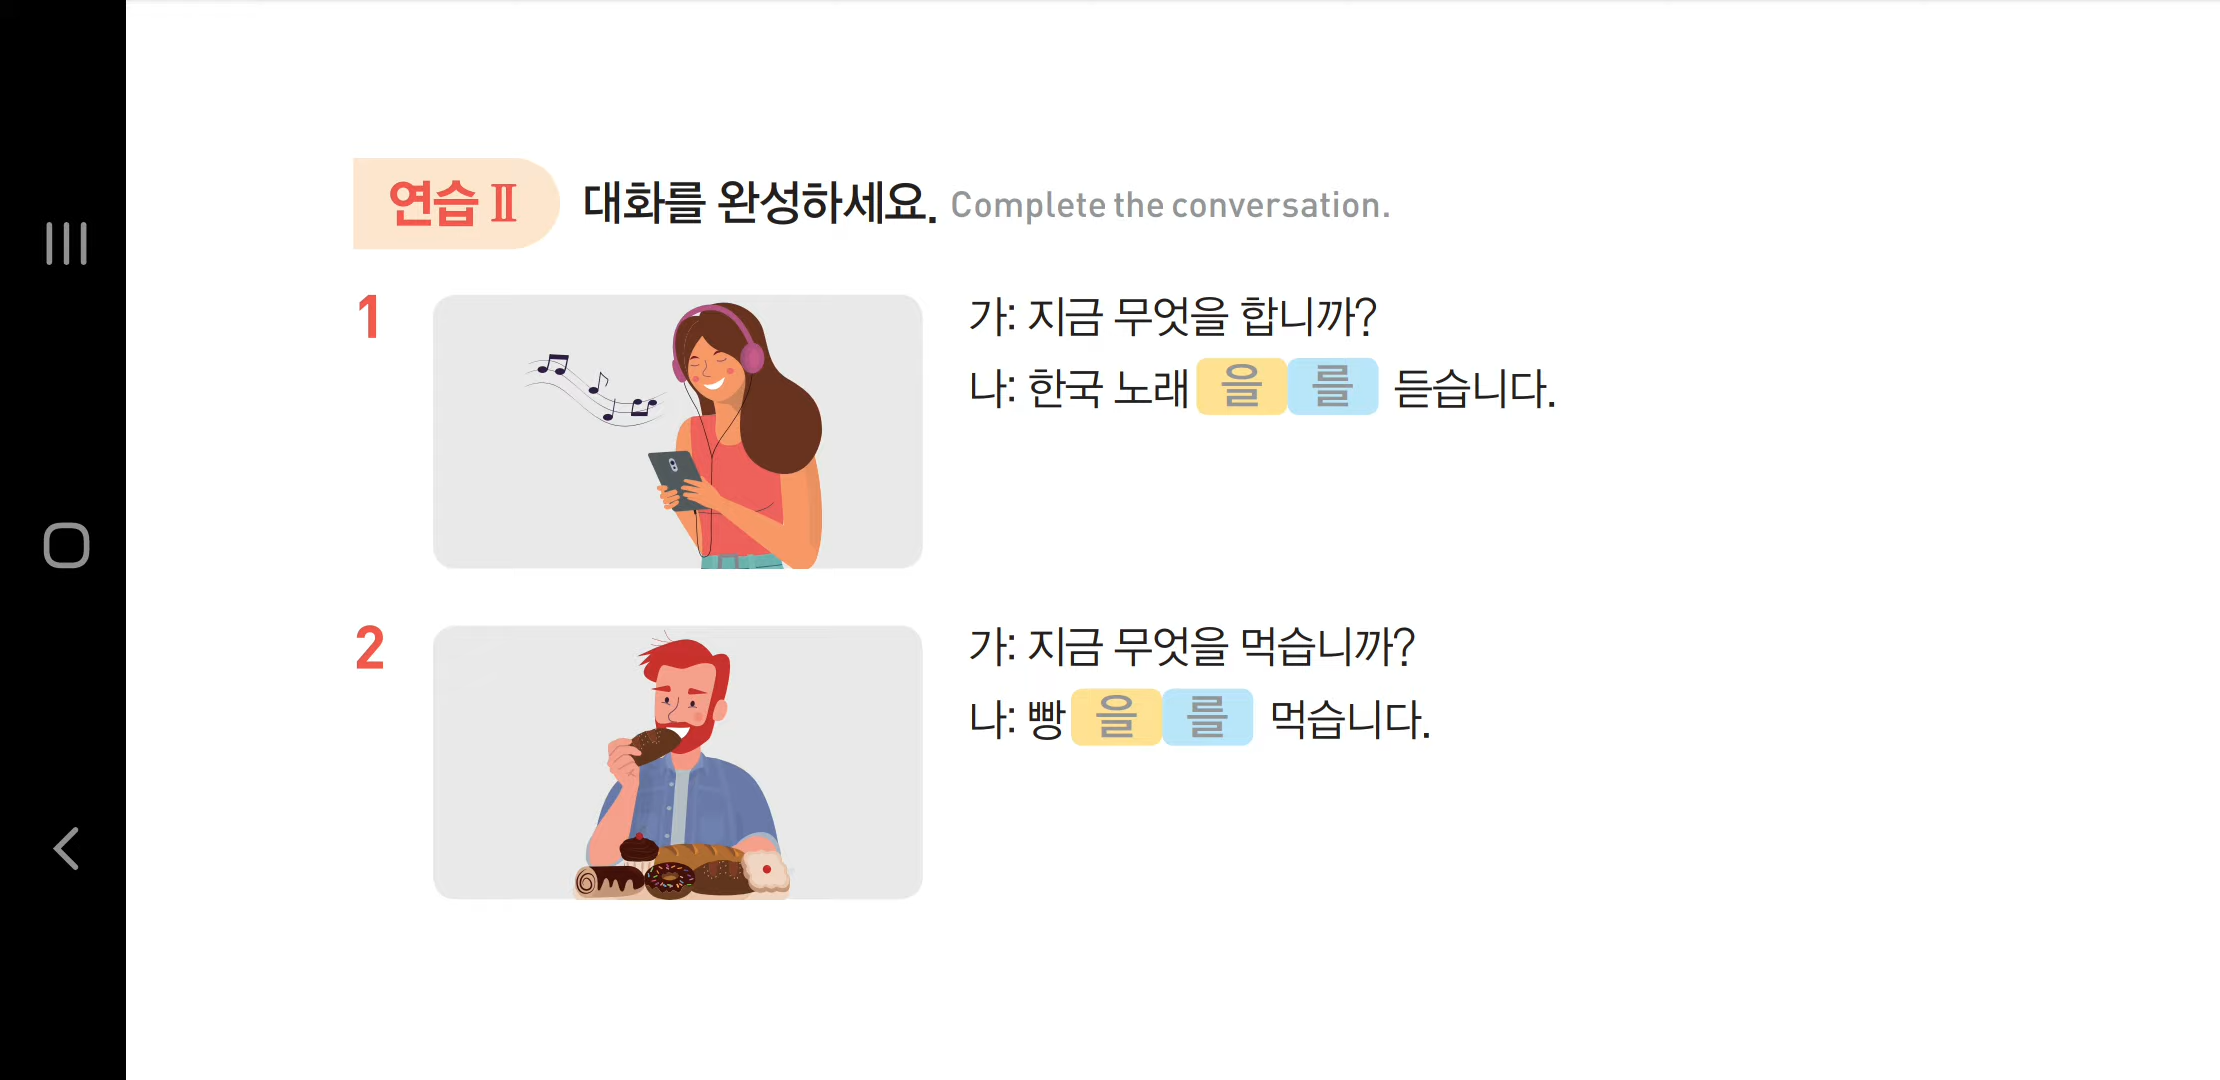 연습 Ⅱ 대화를 완성하세요. Complete the conversation.
1
가: 지금 무엇을 합니까?
나: 한국 노래 을 를 듣습니다.
2
가: 지금 무엇을 먹습니까?
나: 빵 을 를 먹습니다.